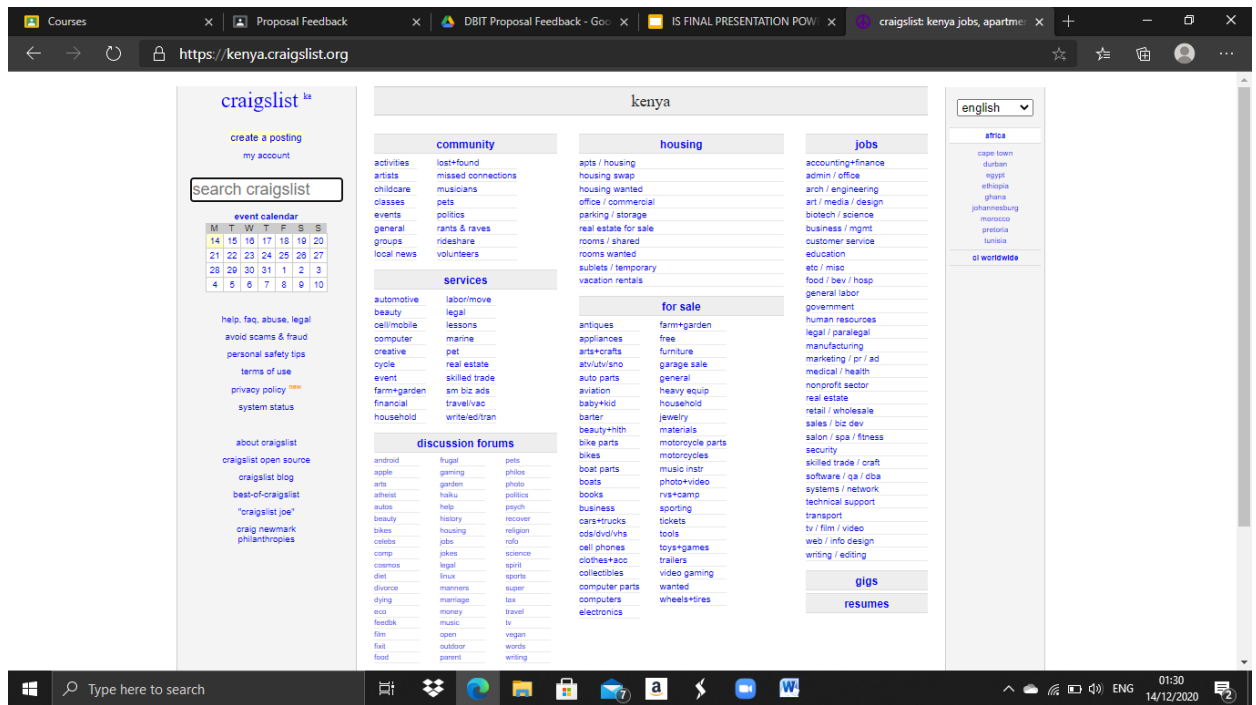 Courses
Proposal Feedback
DBIT Proposal Feedback - Goo
IS FINAL PRESENTATION POWE
craigslist: kenya jobs, apartmen
https://kenya.craigslist.org
craigslist ke
create a posting
my account
search craigslist
event calendar
M T W T F S S
14 15 16 17 18 19 20
21 22 23 24 25 26 27
28 29 30 31 1 2 3
4 5 6 7 8 9 10
help, faq, abuse, legal
avoid scams & fraud
personal safety tips
terms of use
privacy policy new
system status
about craigslist
craigslist open source
craigslist blog
best-of-craigslist
"craigslist joe"
craig newmark
philanthropies
kenya
community
activities lost+found
artists missed connections
childcare musicians
classes pets
events politics
general rants & raves
groups rideshare
local news volunteers
services
automotive labor/move
beauty legal
cell/mobile lessons
computer marine
creative pet
cycle real estate
event skilled trade
farm+garden sm biz ads
financial travel/vac
household write/ed/tran
discussion forums
android frugal pets
apple gaming philos
arts garden photo
atheist haiku politics
autos help psych
beauty history recover
bikes housing religion
celebs jobs rofo
comp jokes science
cosmos legal spirit
diet linux sports
divorce manners super
dying marriage tax
eco money travel
feedbk music tv
film open vegan
fixit outdoor words
food parent writing
housing
apts / housing
housing swap
housing wanted
office / commercial
parking / storage
real estate for sale
rooms / shared
rooms wanted
sublets / temporary
vacation rentals
for sale
antiques farm+garden
appliances free
arts+crafts furniture
atv/utv/sno garage sale
auto parts general
aviation heavy equip
baby+kid household
barter jewelry
beauty+hlth materials
bike parts motorcycle parts
bikes motorcycles
boat parts music instr
boats photo+video
books rvs+camp
business sporting
cars+trucks tickets
cds/dvd/vhs tools
cell phones toys+games
clothes+acc trailers
collectibles video gaming
computer parts wanted
computers wheels+tires
electronics
jobs
accounting+finance
admin / office
arch / engineering
art / media / design
biotech / science
business / mgmt
customer service
education
etc / misc
food / bev / hosp
general labor
government
human resources
legal / paralegal
manufacturing
marketing / pr / ad
medical / health
nonprofit sector
real estate
retail / wholesale
sales / biz dev
salon / spa / fitness
security
skilled trade / craft
software / qa / dba
systems / network
technical support
transport
tv / film / video
web / info design
writing / editing
gigs
resumes
english
africa
cape town
durban
egypt
ethiopia
ghana
johannesburg
morocco
pretoria
tunisia
cl worldwide
Type here to search
7
a
W
ENG
01:30
14/12/2020
2